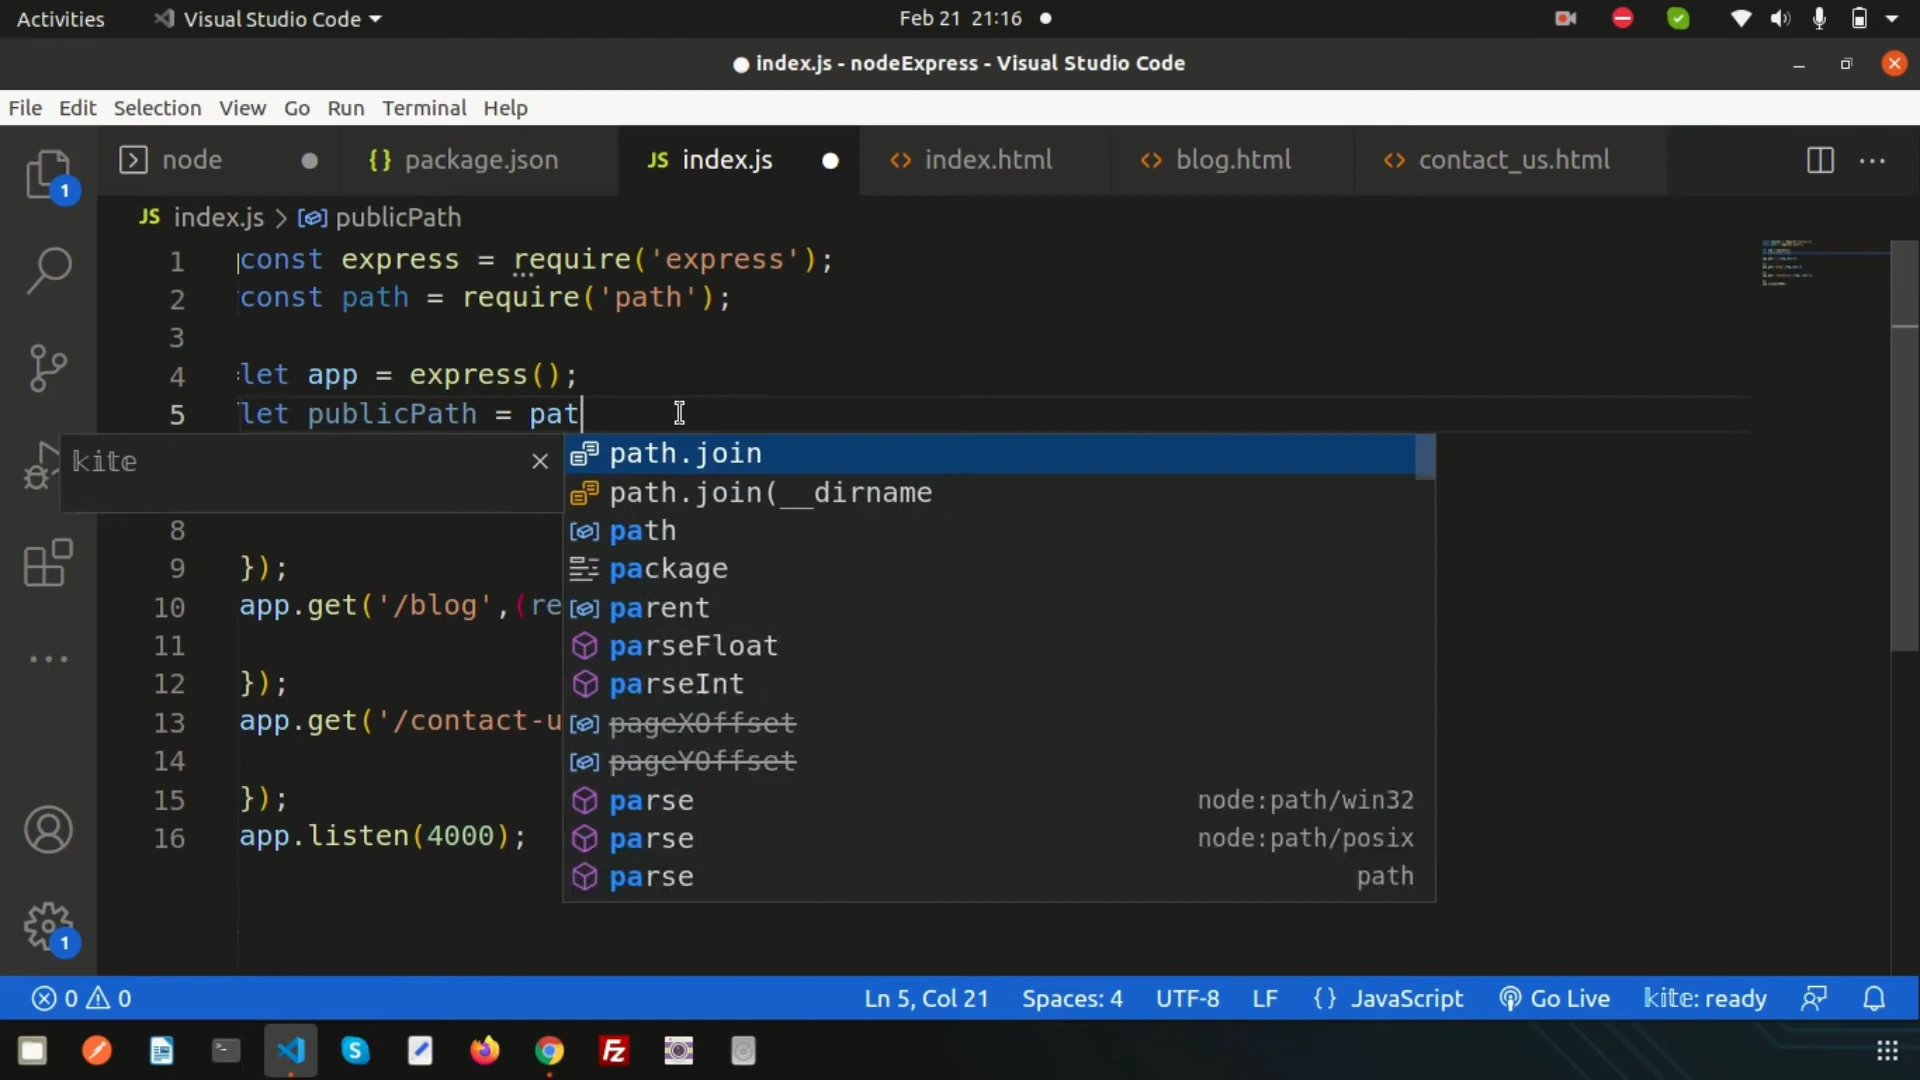 Activities Visual Studio Code Feb 21 21:16
index.js - nodeExpress - Visual Studio Code
File Edit Selection View Go Run Terminal Help
node package.json JS index.js index.html blog.html contact_us.html
JS index.js > publicPath
1 const express = require('express');
2 const path = require('path');
3
4 let app = express();
5 let publicPath = pat
kite
path.join
path.join(__dirname
8 path
9 }); package
10 app.get('/blog',(re parent
11 parseFloat
12 }); parseInt
13 app.get('/contact-u pageXOffset
14 pageYOffset
15 }); parse node:path/win32
16 app.listen(4000); parse node:path/posix
parse path
1
1
0 0 Ln 5, Col 21 Spaces: 4 UTF-8 LF {} JavaScript Go Live kite: ready